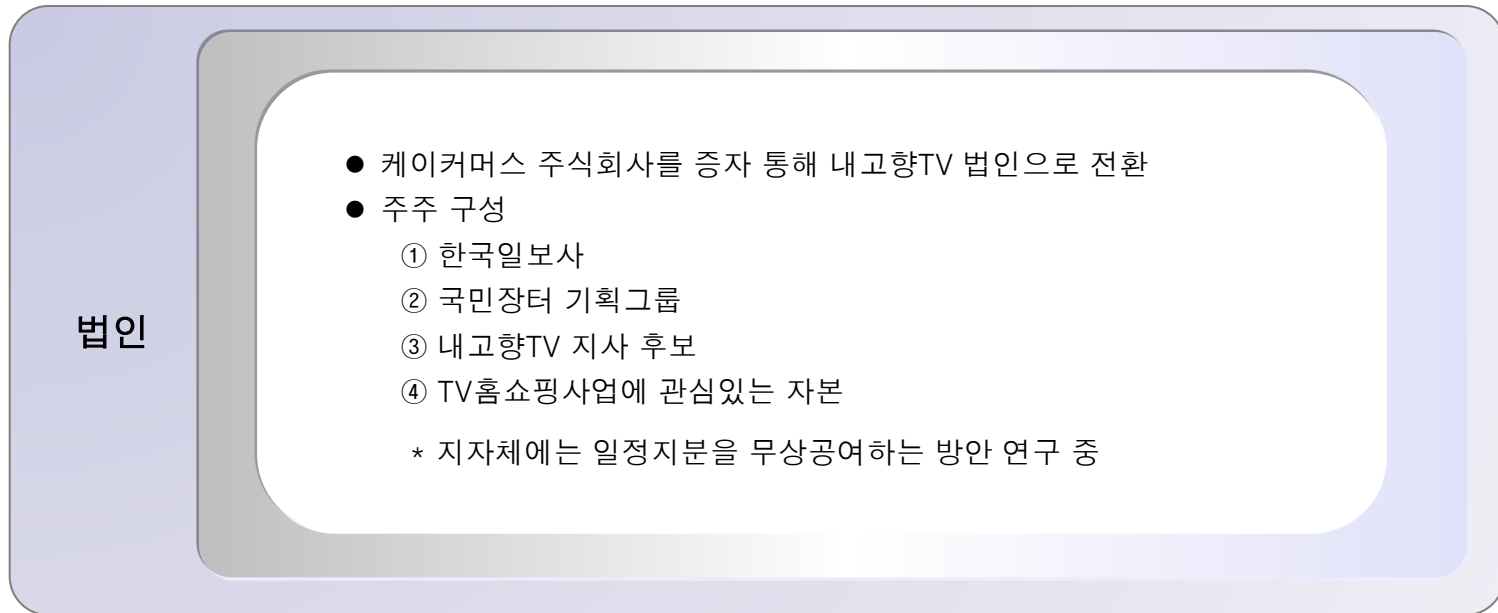 법인
● 케이커머스 주식회사를 증자 통해 내고향TV 법인으로 전환
● 주주 구성
① 한국일보사
② 국민장터 기획그룹
③ 내고향TV 지사 후보
④ TV홈쇼핑사업에 관심있는 자본
* 지자체에는 일정지분을 무상공여하는 방안 연구 중